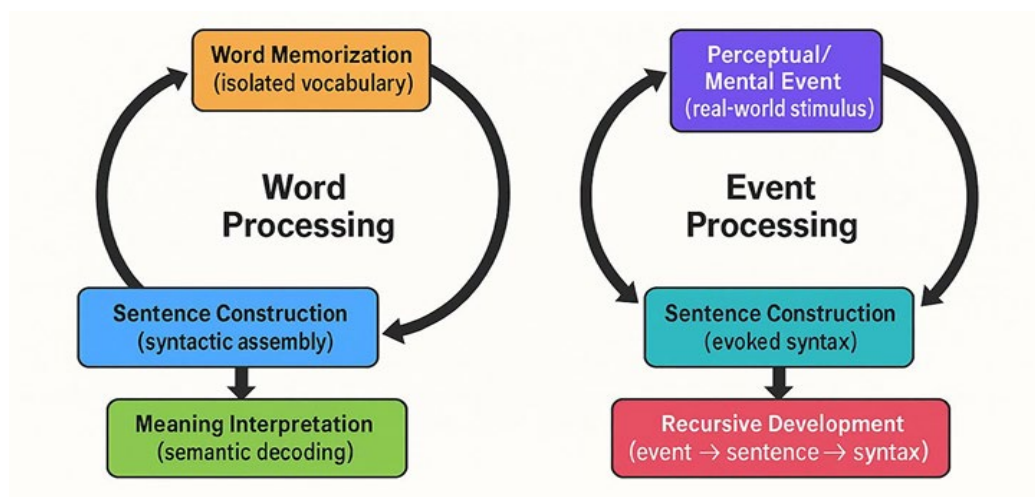 Word Memorization
(isolated vocabulary)
Word
Processing
Sentence Construction
(syntactic assembly)
Meaning Interpretation
(semantic decoding)
Perceptual/
Mental Event
(real-world stimulus)
Event
Processing
Sentence Construction
(evoked syntax)
Recursive Development
(event → sentence → syntax)